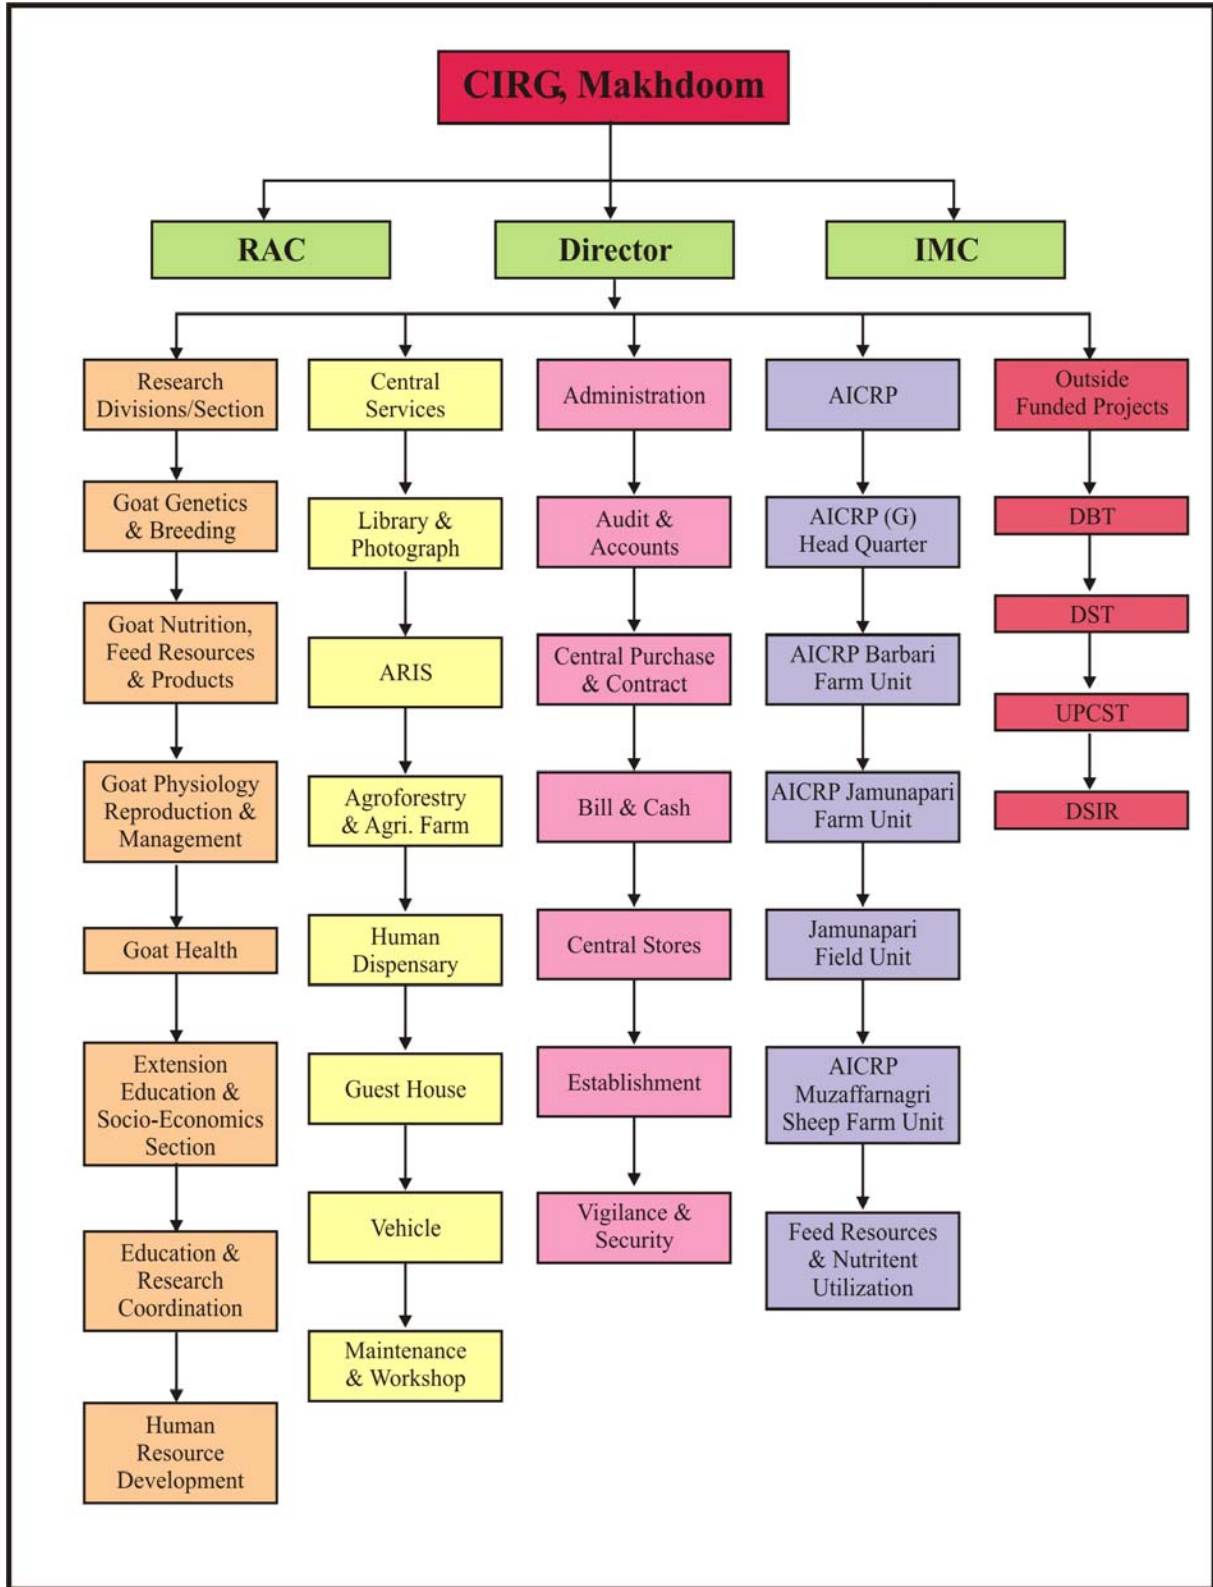 CIRG, Makhdoom
RAC
Director
IMC
Research
Divisions/Section
Goat Genetics
& Breeding
Goat Nutrition,
Feed Resources
& Products
Goat Physiology
Reproduction &
Management
Goat Health
Extension
Education &
Socio-Economics
Section
Education &
Research
Coordination
Human
Resource
Development
Central
Services
Library &
Photograph
ARIS
Agroforestry
& Agri. Farm
Human
Dispensary
Guest House
Vehicle
Maintenance
& Workshop
Administration
Audit &
Accounts
Central Purchase
& Contract
Bill & Cash
Central Stores
Establishment
Vigilance &
Security
AICRP
AICRP (G)
Head Quarter
AICRP Barbari
Farm Unit
AICRP Jamunapari
Farm Unit
Jamunapari
Field Unit
AICRP
Muzaffarnagri
Sheep Farm Unit
Feed Resources
& Nutritent
Utilization
Outside
Funded Projects
DBT
DST
UPCST
DSIR